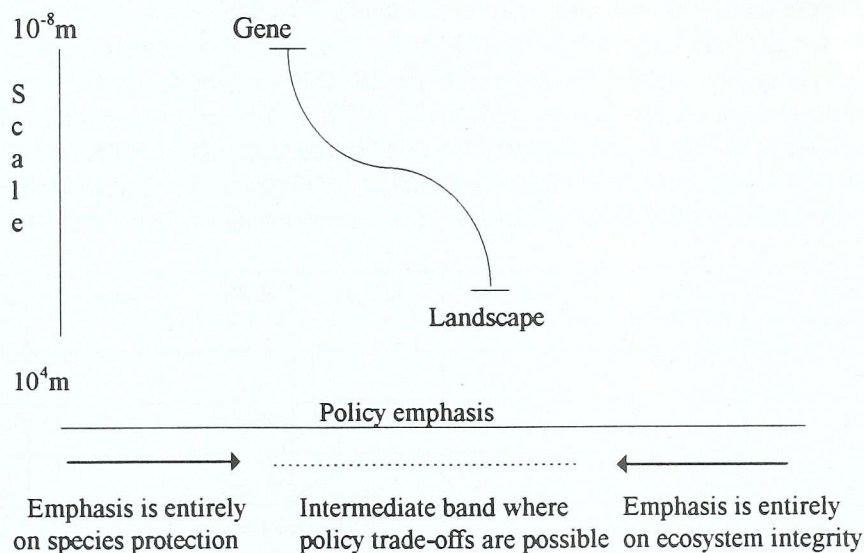 10⁻⁸m
Gene
Scale
Landscape
10⁴m
Policy emphasis
Emphasis is entirely
on species protection
Intermediate band where
policy trade-offs are possible
Emphasis is entirely
on ecosystem integrity